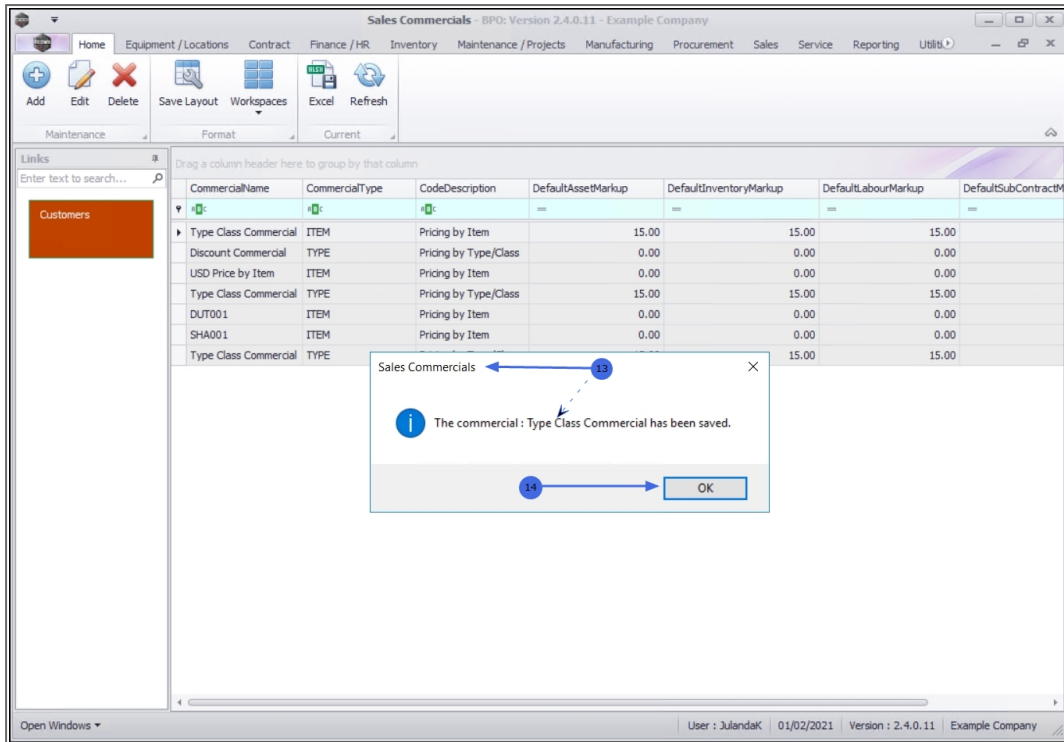 Sales Commercials - BPO: Version 2.4.0.11 - Example Company
Home Equipment / Locations Contract Finance / HR Inventory Maintenance / Projects Manufacturing Procurement Sales Service Reporting Utiliti
Add Edit Delete Save Layout Workspaces Excel Refresh
Maintenance Format Current
Links
Drag a column header here to group by that column
Enter text to search...
CommercialName CommercialType CodeDescription DefaultAssetMarkup DefaultInventoryMarkup DefaultLabourMarkup DefaultSubContractM
Customers
Type Class Commercial ITEM Pricing by Item 15.00 15.00 15.00
Discount Commercial TYPE Pricing by Type/Class 0.00 0.00 0.00
USD Price by Item ITEM Pricing by Item 0.00 0.00 0.00
Type Class Commercial TYPE Pricing by Type/Class 15.00 15.00 15.00
DUT001 ITEM Pricing by Item 0.00 0.00 0.00
SHA001 ITEM Pricing by Item 0.00 0.00 0.00
Type Class Commercial TYPE 15.00 15.00
Sales Commercials 13
The commercial : Type Class Commercial has been saved.
14 OK
Open Windows User : JulandaK 01/02/2021 Version : 2.4.0.11 Example Company